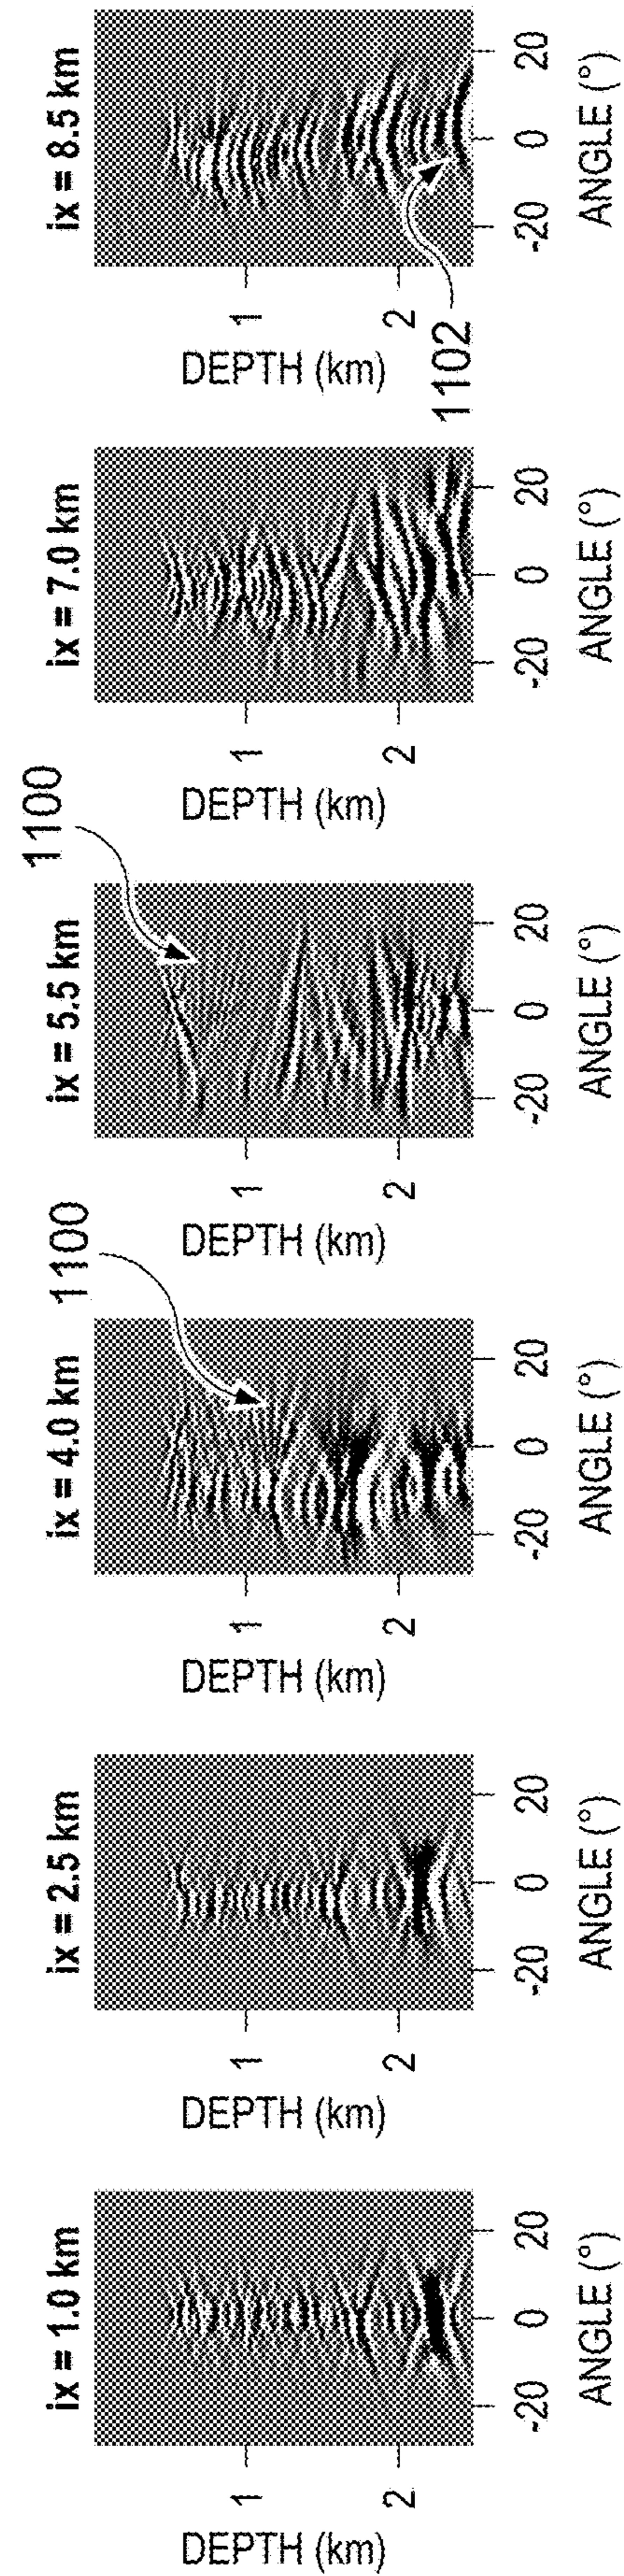 ix = 1.0 km
DEPTH (km)
1
2
-20 0 20
ANGLE (°)
ix = 2.5 km
DEPTH (km)
1
2
-20 0 20
ANGLE (°)
1100
ix = 4.0 km
DEPTH (km)
1
2
-20 0 20
ANGLE (°)
1100
ix = 5.5 km
DEPTH (km)
1
2
-20 0 20
ANGLE (°)
ix = 7.0 km
DEPTH (km)
1
2
-20 0 20
ANGLE (°)
ix = 8.5 km
DEPTH (km)
1
2
1102
-20 0 20
ANGLE (°)